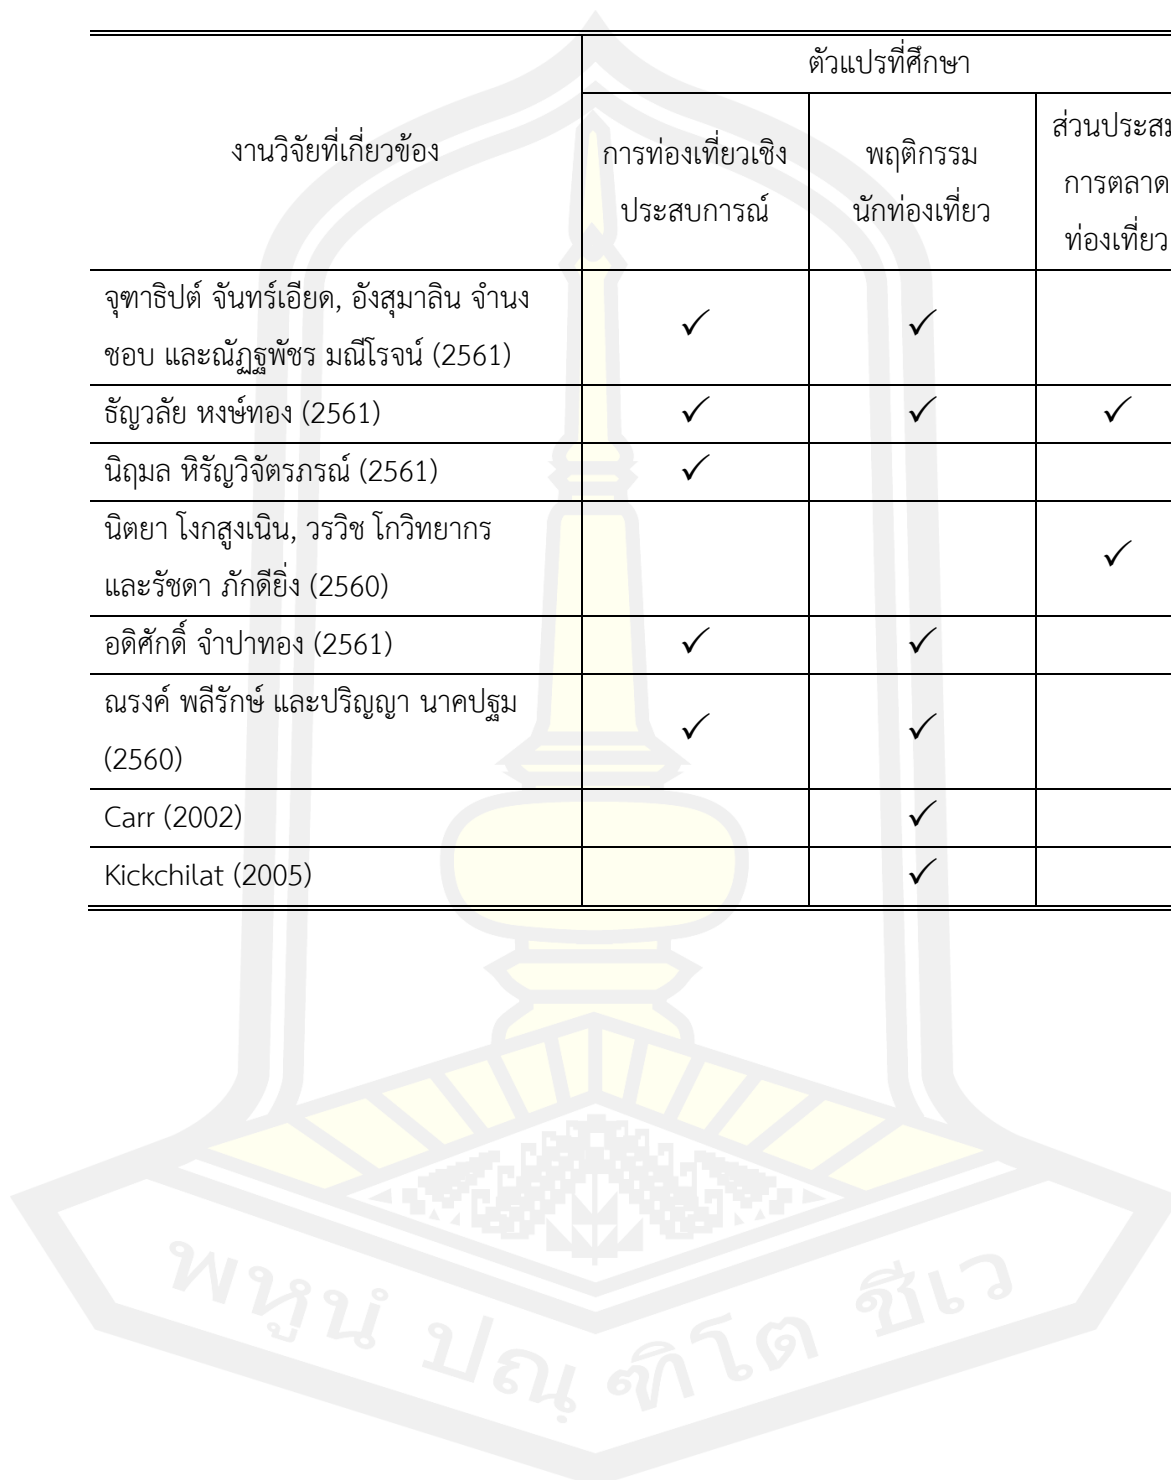 ตัวแปรที่ศึกษา
งานวิจัยที่เกี่ยวข้อง
การท่องเที่ยวเชิง
ประสบการณ์
พฤติกรรม
นักท่องเที่ยว
ส่วนประสม
การตลาด
ท่องเที่ยว
จุฑาธิปต์ จันทร์เอียด, อังสุมาลิน จำนง
ชอบ และณัฏฐพัชร มณีโรจน์ (2561)
✓ ✓
ธัญวลัย หงษ์ทอง (2561) ✓ ✓ ✓
นิฤมล หิรัญวิจัตรภรณ์ (2561) ✓
นิตยา โงกสูงเนิน, วรวิช โกวิทยากร
และรัชดา ภักดียิ่ง (2560)
✓
อดิศักดิ์ จำปาทอง (2561) ✓ ✓
ณรงค์ พลีรักษ์ และปริญญา นาคปฐม
(2560)
✓ ✓
Carr (2002) ✓
Kickchilat (2005) ✓
พหูนํ ปณฺฑิโต ชีเว